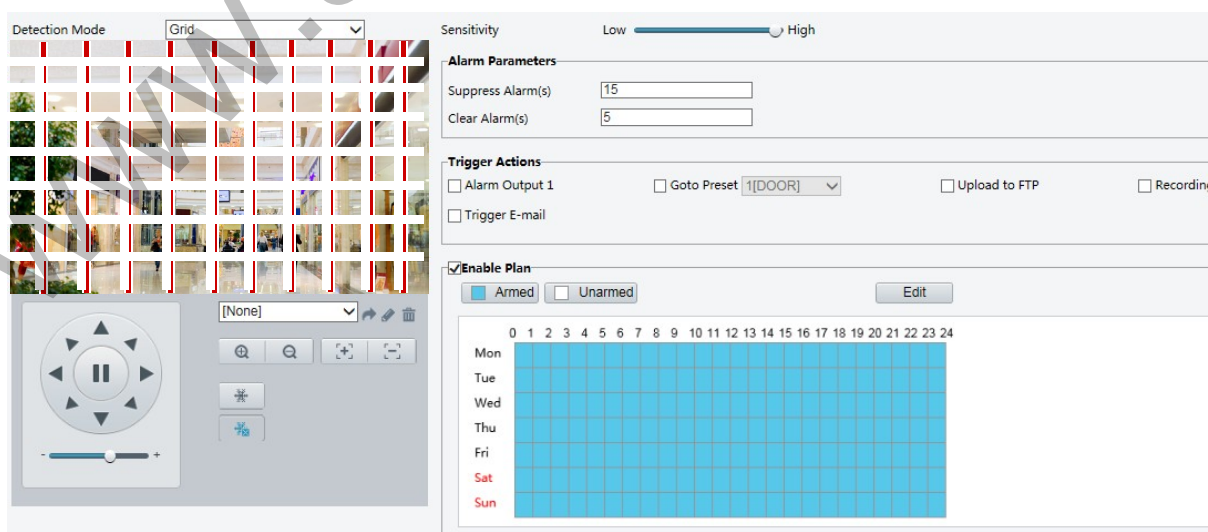 Detection Mode
Grid
Sensitivity
Low
High
Alarm Parameters
Suppress Alarm(s)
15
Clear Alarm(s)
5
Trigger Actions
Alarm Output 1
Goto Preset
1[DOOR]
Upload to FTP
Recording
Trigger E-mail
Enable Plan
Armed
Unarmed
Edit
[None]
- +
0 1 2 3 4 5 6 7 8 9 10 11 12 13 14 15 16 17 18 19 20 21 22 23 24
Mon
Tue
Wed
Thu
Fri
Sat
Sun
www.